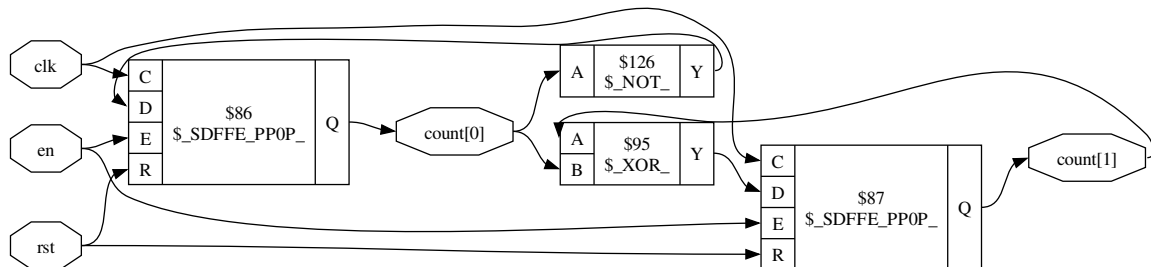 clk
en
rst
C
D
E
R
$86
$_SDFFE_PP0P_
Q
count[0]
A
$126
$_NOT_
Y
A
B
$95
$_XOR_
Y
C
D
E
R
$87
$_SDFFE_PP0P_
Q
count[1]